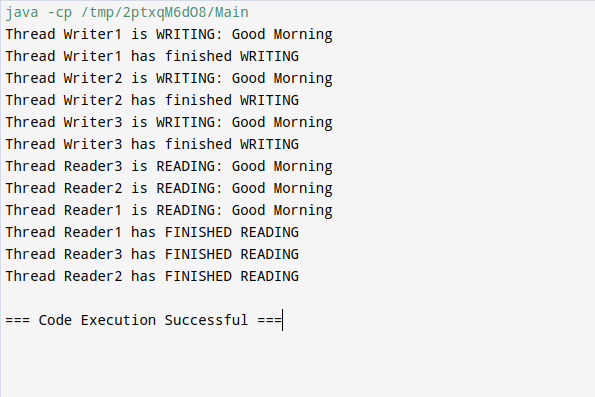 java -cp /tmp/2ptxqM6dO8/Main
Thread Writer1 is WRITING: Good Morning
Thread Writer1 has finished WRITING
Thread Writer2 is WRITING: Good Morning
Thread Writer2 has finished WRITING
Thread Writer3 is WRITING: Good Morning
Thread Writer3 has finished WRITING
Thread Reader3 is READING: Good Morning
Thread Reader2 is READING: Good Morning
Thread Reader1 is READING: Good Morning
Thread Reader1 has FINISHED READING
Thread Reader3 has FINISHED READING
Thread Reader2 has FINISHED READING
=== Code Execution Successful ===